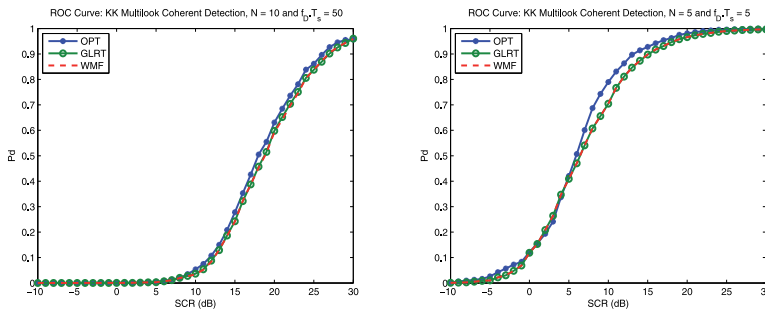 ROC Curve: KK Multilook Coherent Detection, N = 10 and f_D.T_s = 50
OPT
GLRT
WMF
1
0.9
0.8
0.7
0.6
0.5
0.4
0.3
0.2
0.1
0
Pd
−10 −5 0 5 10 15 20 25 30
SCR (dB)
ROC Curve: KK Multilook Coherent Detection, N = 5 and f_D.T_s = 5
OPT
GLRT
WMF
1
0.9
0.8
0.7
0.6
0.5
0.4
0.3
0.2
0.1
0
Pd
−10 −5 0 5 10 15 20 25 30
SCR (dB)